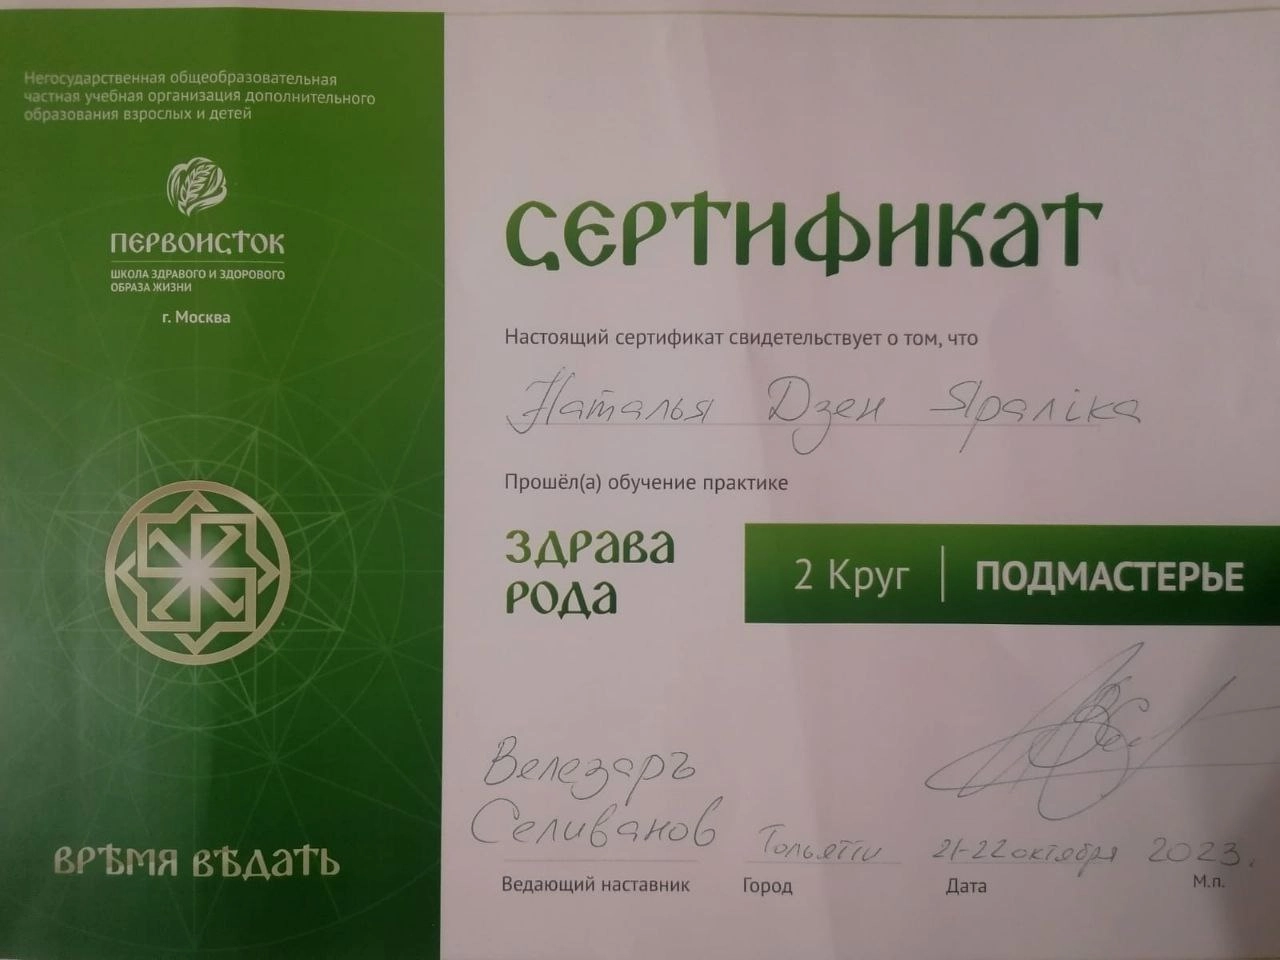 Негосударственная общеобразовательная
частная учебная организация дополнительного
образования взрослых и детей
ПЕРВОИСТОК
ШКОЛА ЗДРАВОГО И ЗДОРОВОГО
ОБРАЗА ЖИЗНИ
г. Москва
ВРѢМЯ ВѢДАТЬ
СЕРТИФИКАТ
Настоящий сертификат свидетельствует о том, что
Наталья Дзен Яраліка
Прошёл(а) обучение практике
ЗДРАВА
РОДА
2 Круг | ПОДМАСТЕРЬЕ
Велезаръ
Селиванов
Тольятти 21-22 октября 2023.
Ведающий наставник Город Дата М.п.